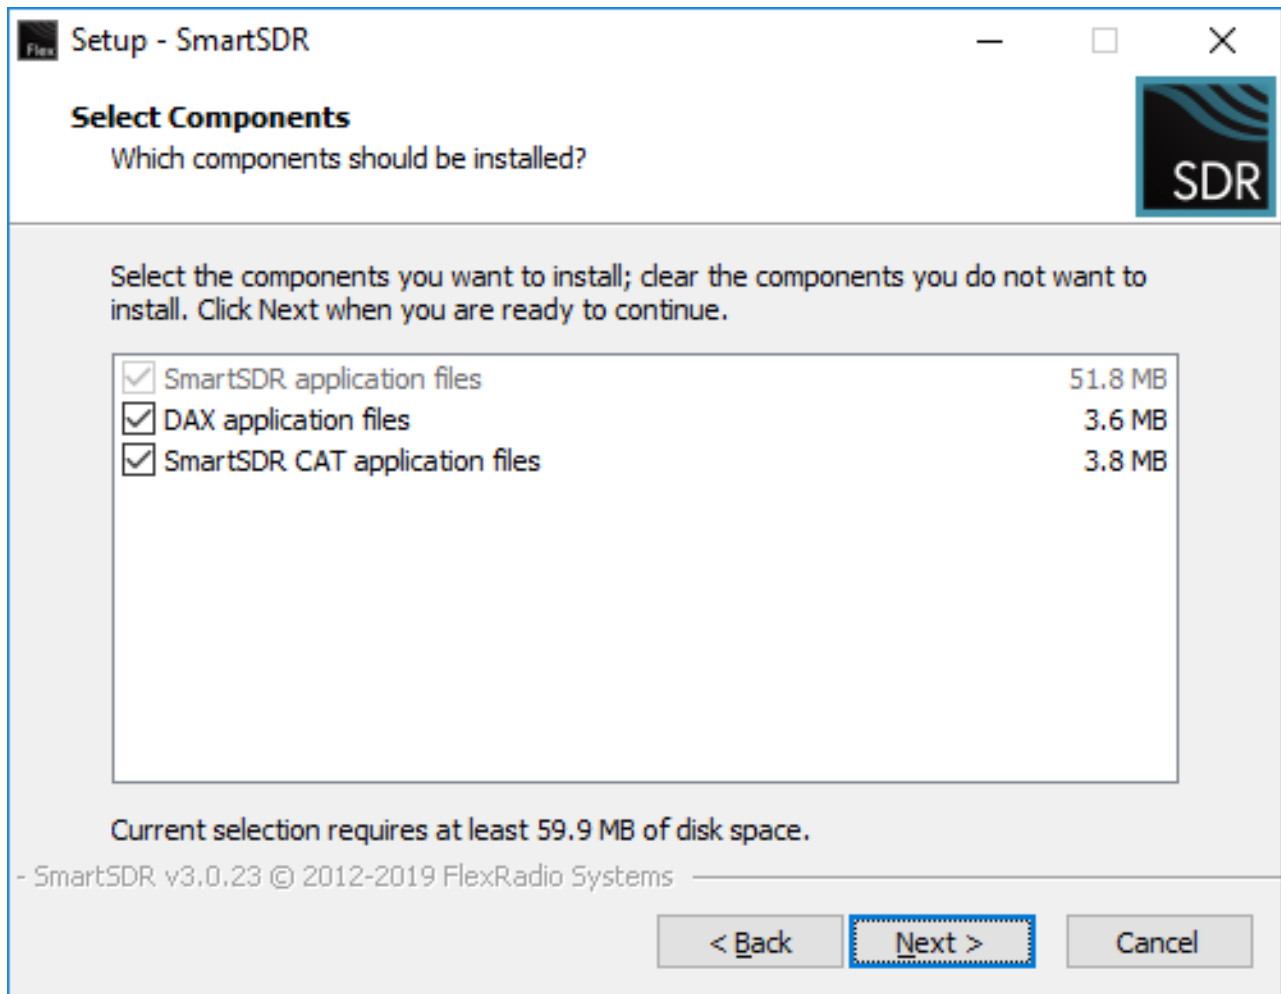 Flex
Setup - SmartSDR
Select Components
Which components should be installed?
SDR
Select the components you want to install; clear the components you do not want to
install. Click Next when you are ready to continue.
SmartSDR application files 51.8 MB
DAX application files 3.6 MB
SmartSDR CAT application files 3.8 MB
Current selection requires at least 59.9 MB of disk space.
- SmartSDR v3.0.23 © 2012-2019 FlexRadio Systems
< Back Next > Cancel